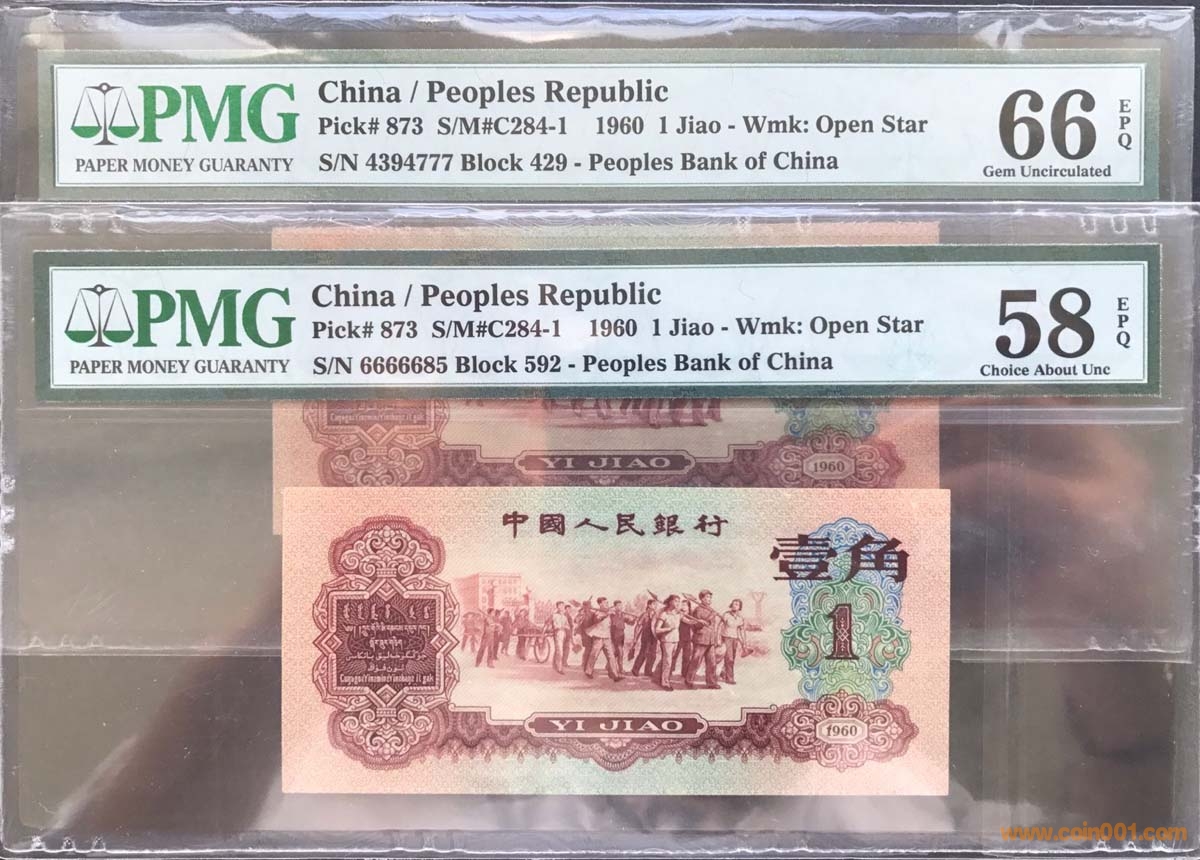 PMG
PAPER MONEY GUARANTY
China / Peoples Republic
Pick# 873 S/M#C284-1 1960 1 Jiao - Wmk: Open Star
S/N 4394777 Block 429 - Peoples Bank of China
66
EPQ
Gem Uncirculated
PMG
PAPER MONEY GUARANTY
China / Peoples Republic
Pick# 873 S/M#C284-1 1960 1 Jiao - Wmk: Open Star
S/N 6666685 Block 592 - Peoples Bank of China
58
EPQ
Choice About Unc
YI JIAO
1960
中國人民銀行
壹角
1
YI JIAO
1960
www.coin001.com